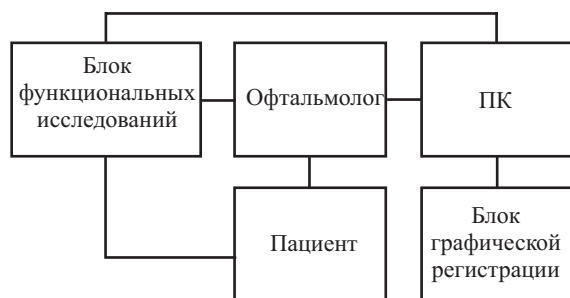 Блок
функциональных
исследований
Офтальмолог
ПК
Пациент
Блок
графической
регистрации